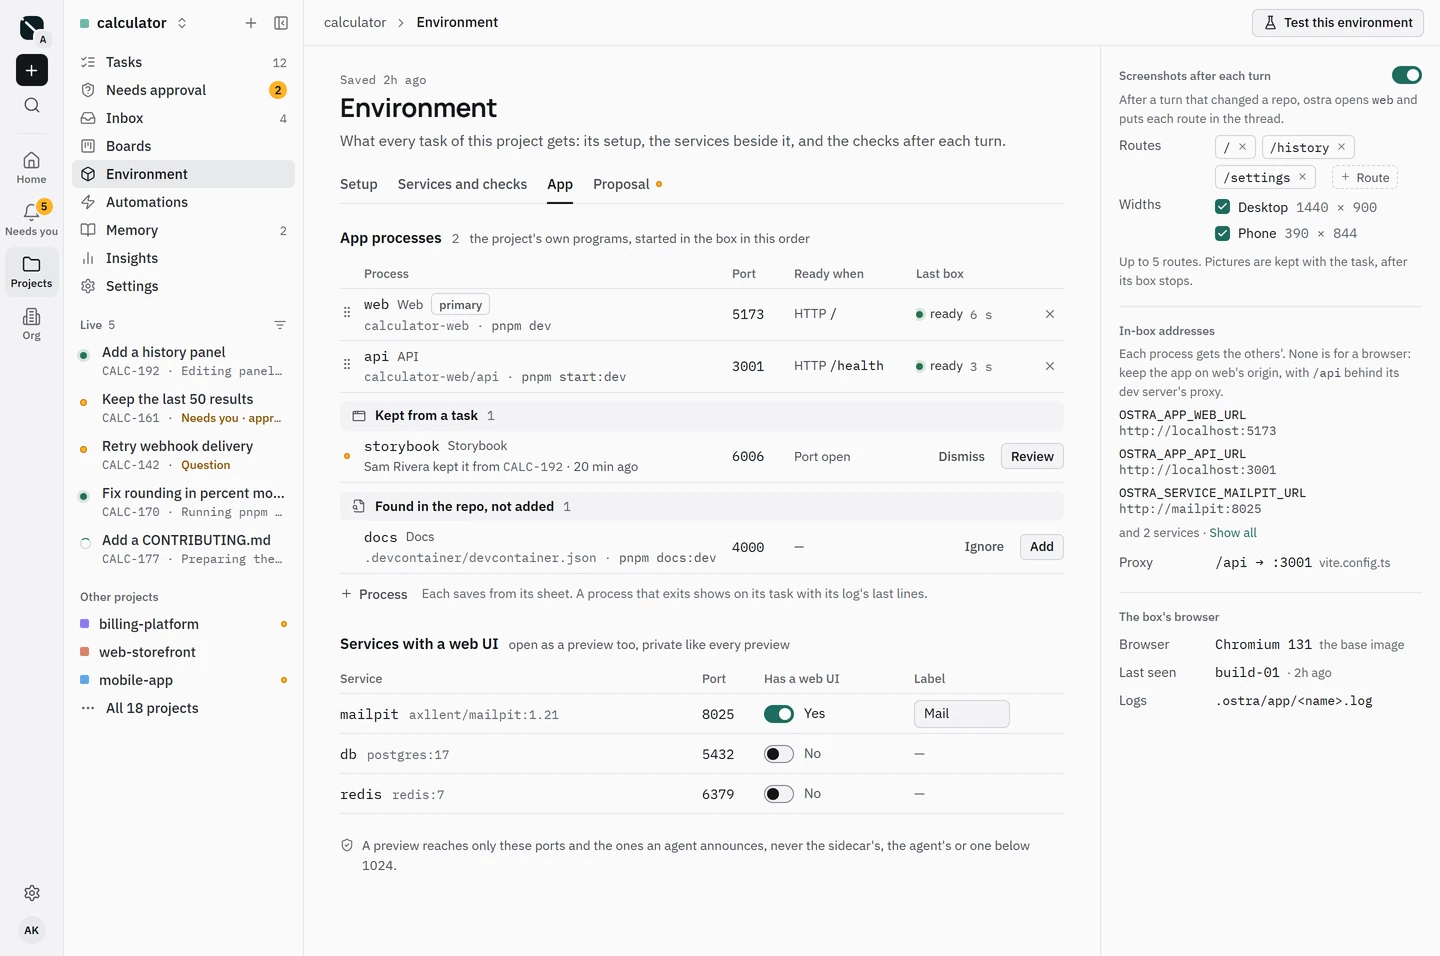 A
Home
5
Needs you
Projects
Org
AK
calculator
Tasks 12
Needs approval 2
Inbox 4
Boards
Environment
Automations
Memory 2
Insights
Settings
Live 5
Add a history panel
CALC-192 · Editing panel…
Keep the last 50 results
CALC-161 · Needs you · appr…
Retry webhook delivery
CALC-142 · Question
Fix rounding in percent mo…
CALC-170 · Running pnpm …
Add a CONTRIBUTING.md
CALC-177 · Preparing the…
Other projects
billing-platform
web-storefront
mobile-app
All 18 projects
calculator > Environment
Test this environment
Saved 2h ago
Environment
What every task of this project gets: its setup, the services beside it, and the checks after each turn.
Setup Services and checks App Proposal
App processes 2 the project's own programs, started in the box in this order
Process Port Ready when Last box
web Web primary 5173 HTTP / ready 6 s
calculator-web · pnpm dev
api API 3001 HTTP /health ready 3 s
calculator-web/api · pnpm start:dev
Kept from a task 1
storybook Storybook 6006 Port open Dismiss Review
Sam Rivera kept it from CALC-192 · 20 min ago
Found in the repo, not added 1
docs Docs 4000 — Ignore Add
.devcontainer/devcontainer.json · pnpm docs:dev
+ Process Each saves from its sheet. A process that exits shows on its task with its log's last lines.
Services with a web UI open as a preview too, private like every preview
Service Port Has a web UI Label
mailpit axllent/mailpit:1.21 8025 Yes Mail
db postgres:17 5432 No —
redis redis:7 6379 No —
A preview reaches only these ports and the ones an agent announces, never the sidecar's, the agent's or one below
1024.
Screenshots after each turn
After a turn that changed a repo, ostra opens web and
puts each route in the thread.
Routes / × /history ×
/settings × + Route
Widths Desktop 1440 × 900
Phone 390 × 844
Up to 5 routes. Pictures are kept with the task, after
its box stops.
In-box addresses
Each process gets the others'. None is for a browser:
keep the app on web's origin, with /api behind its
dev server's proxy.
OSTRA_APP_WEB_URL
http://localhost:5173
OSTRA_APP_API_URL
http://localhost:3001
OSTRA_SERVICE_MAILPIT_URL
http://mailpit:8025
and 2 services · Show all
Proxy /api → :3001 vite.config.ts
The box's browser
Browser Chromium 131 the base image
Last seen build-01 · 2h ago
Logs .ostra/app/<name>.log